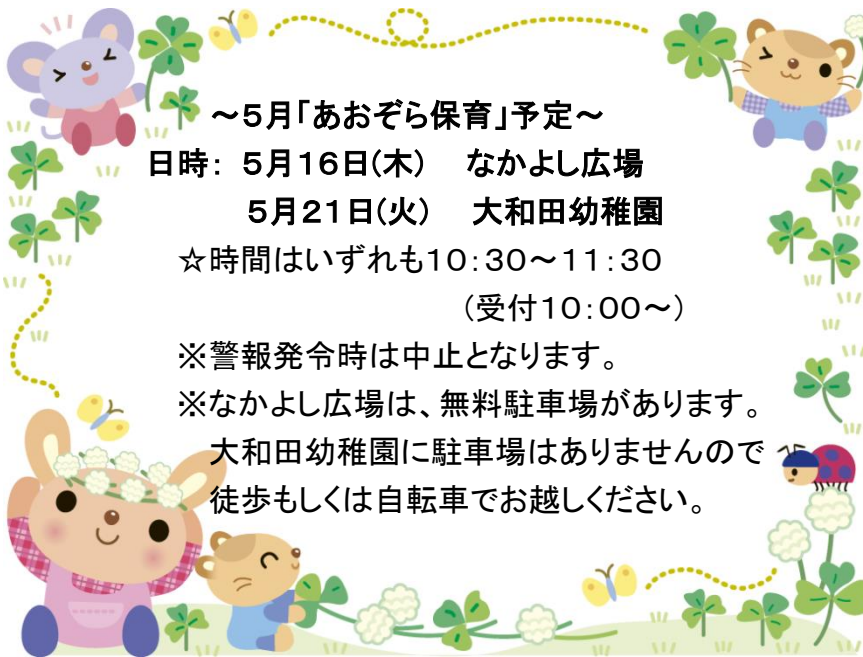 ～５月「あおぞら保育」予定～
日時： ５月１６日(木)　なかよし広場
５月２１日(火)　大和田幼稚園
☆時間はいずれも１０：３０～１１：３０
（受付１０：００～）
※警報発令時は中止となります。
※なかよし広場は、無料駐車場があります。
大和田幼稚園に駐車場はありませんので
徒歩もしくは自転車でお越しください。